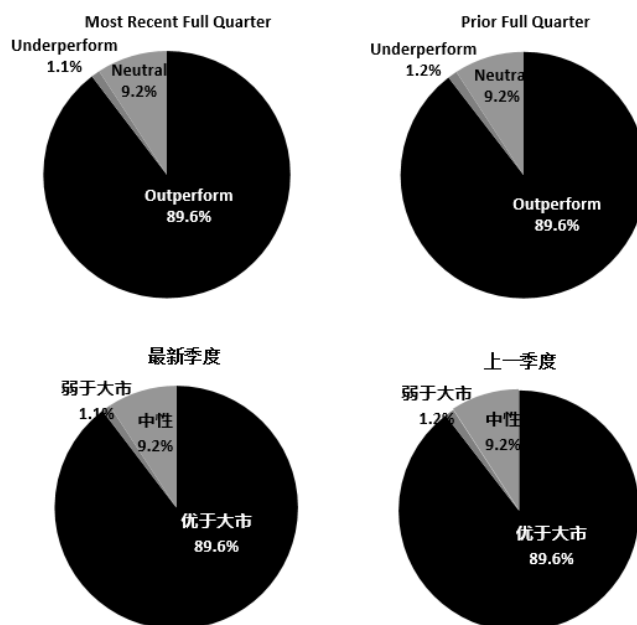 Most Recent Full Quarter
Underperform
1.1%
Neutral
9.2%
Outperform
89.6%
Prior Full Quarter
Underperform
1.2%
Neutral
9.2%
Outperform
89.6%
最新季度
弱于大市
1.1%
中性
9.2%
优于大市
89.6%
上一季度
弱于大市
1.2%
中性
9.2%
优于大市
89.6%